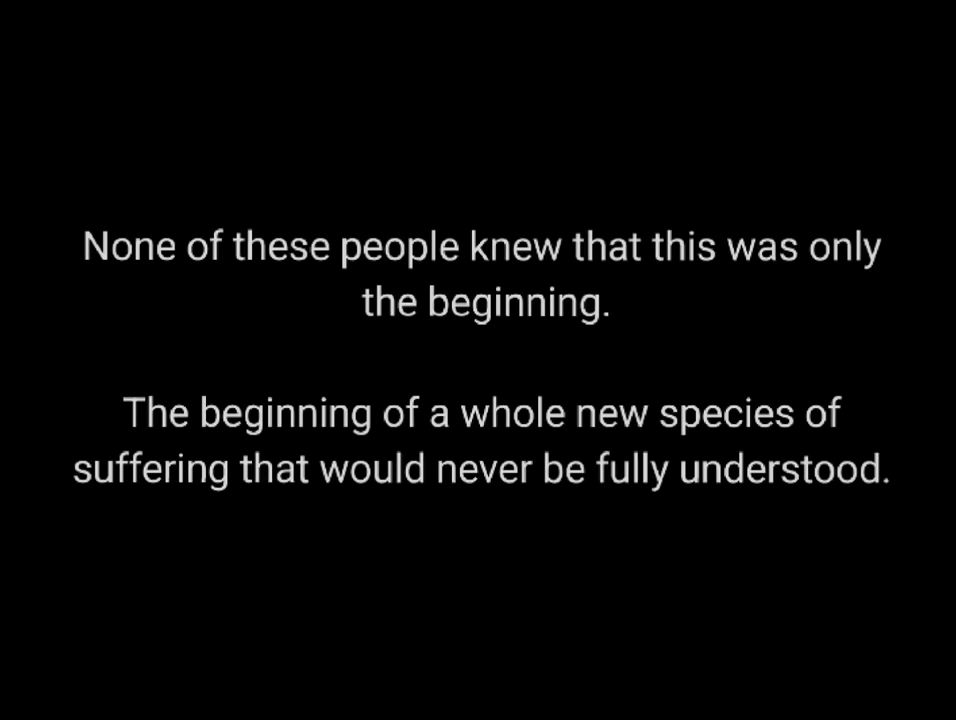 None of these people knew that this was only
the beginning.
The beginning of a whole new species of
suffering that would never be fully understood.